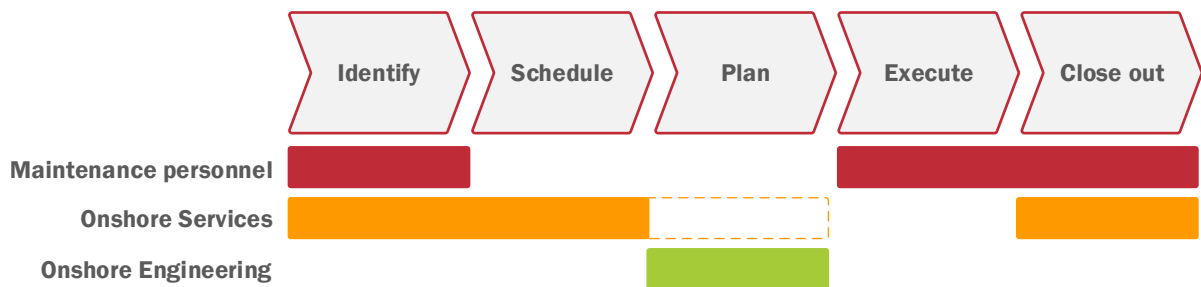 Identify
Schedule
Plan
Execute
Close out
Maintenance personnel
Onshore Services
Onshore Engineering